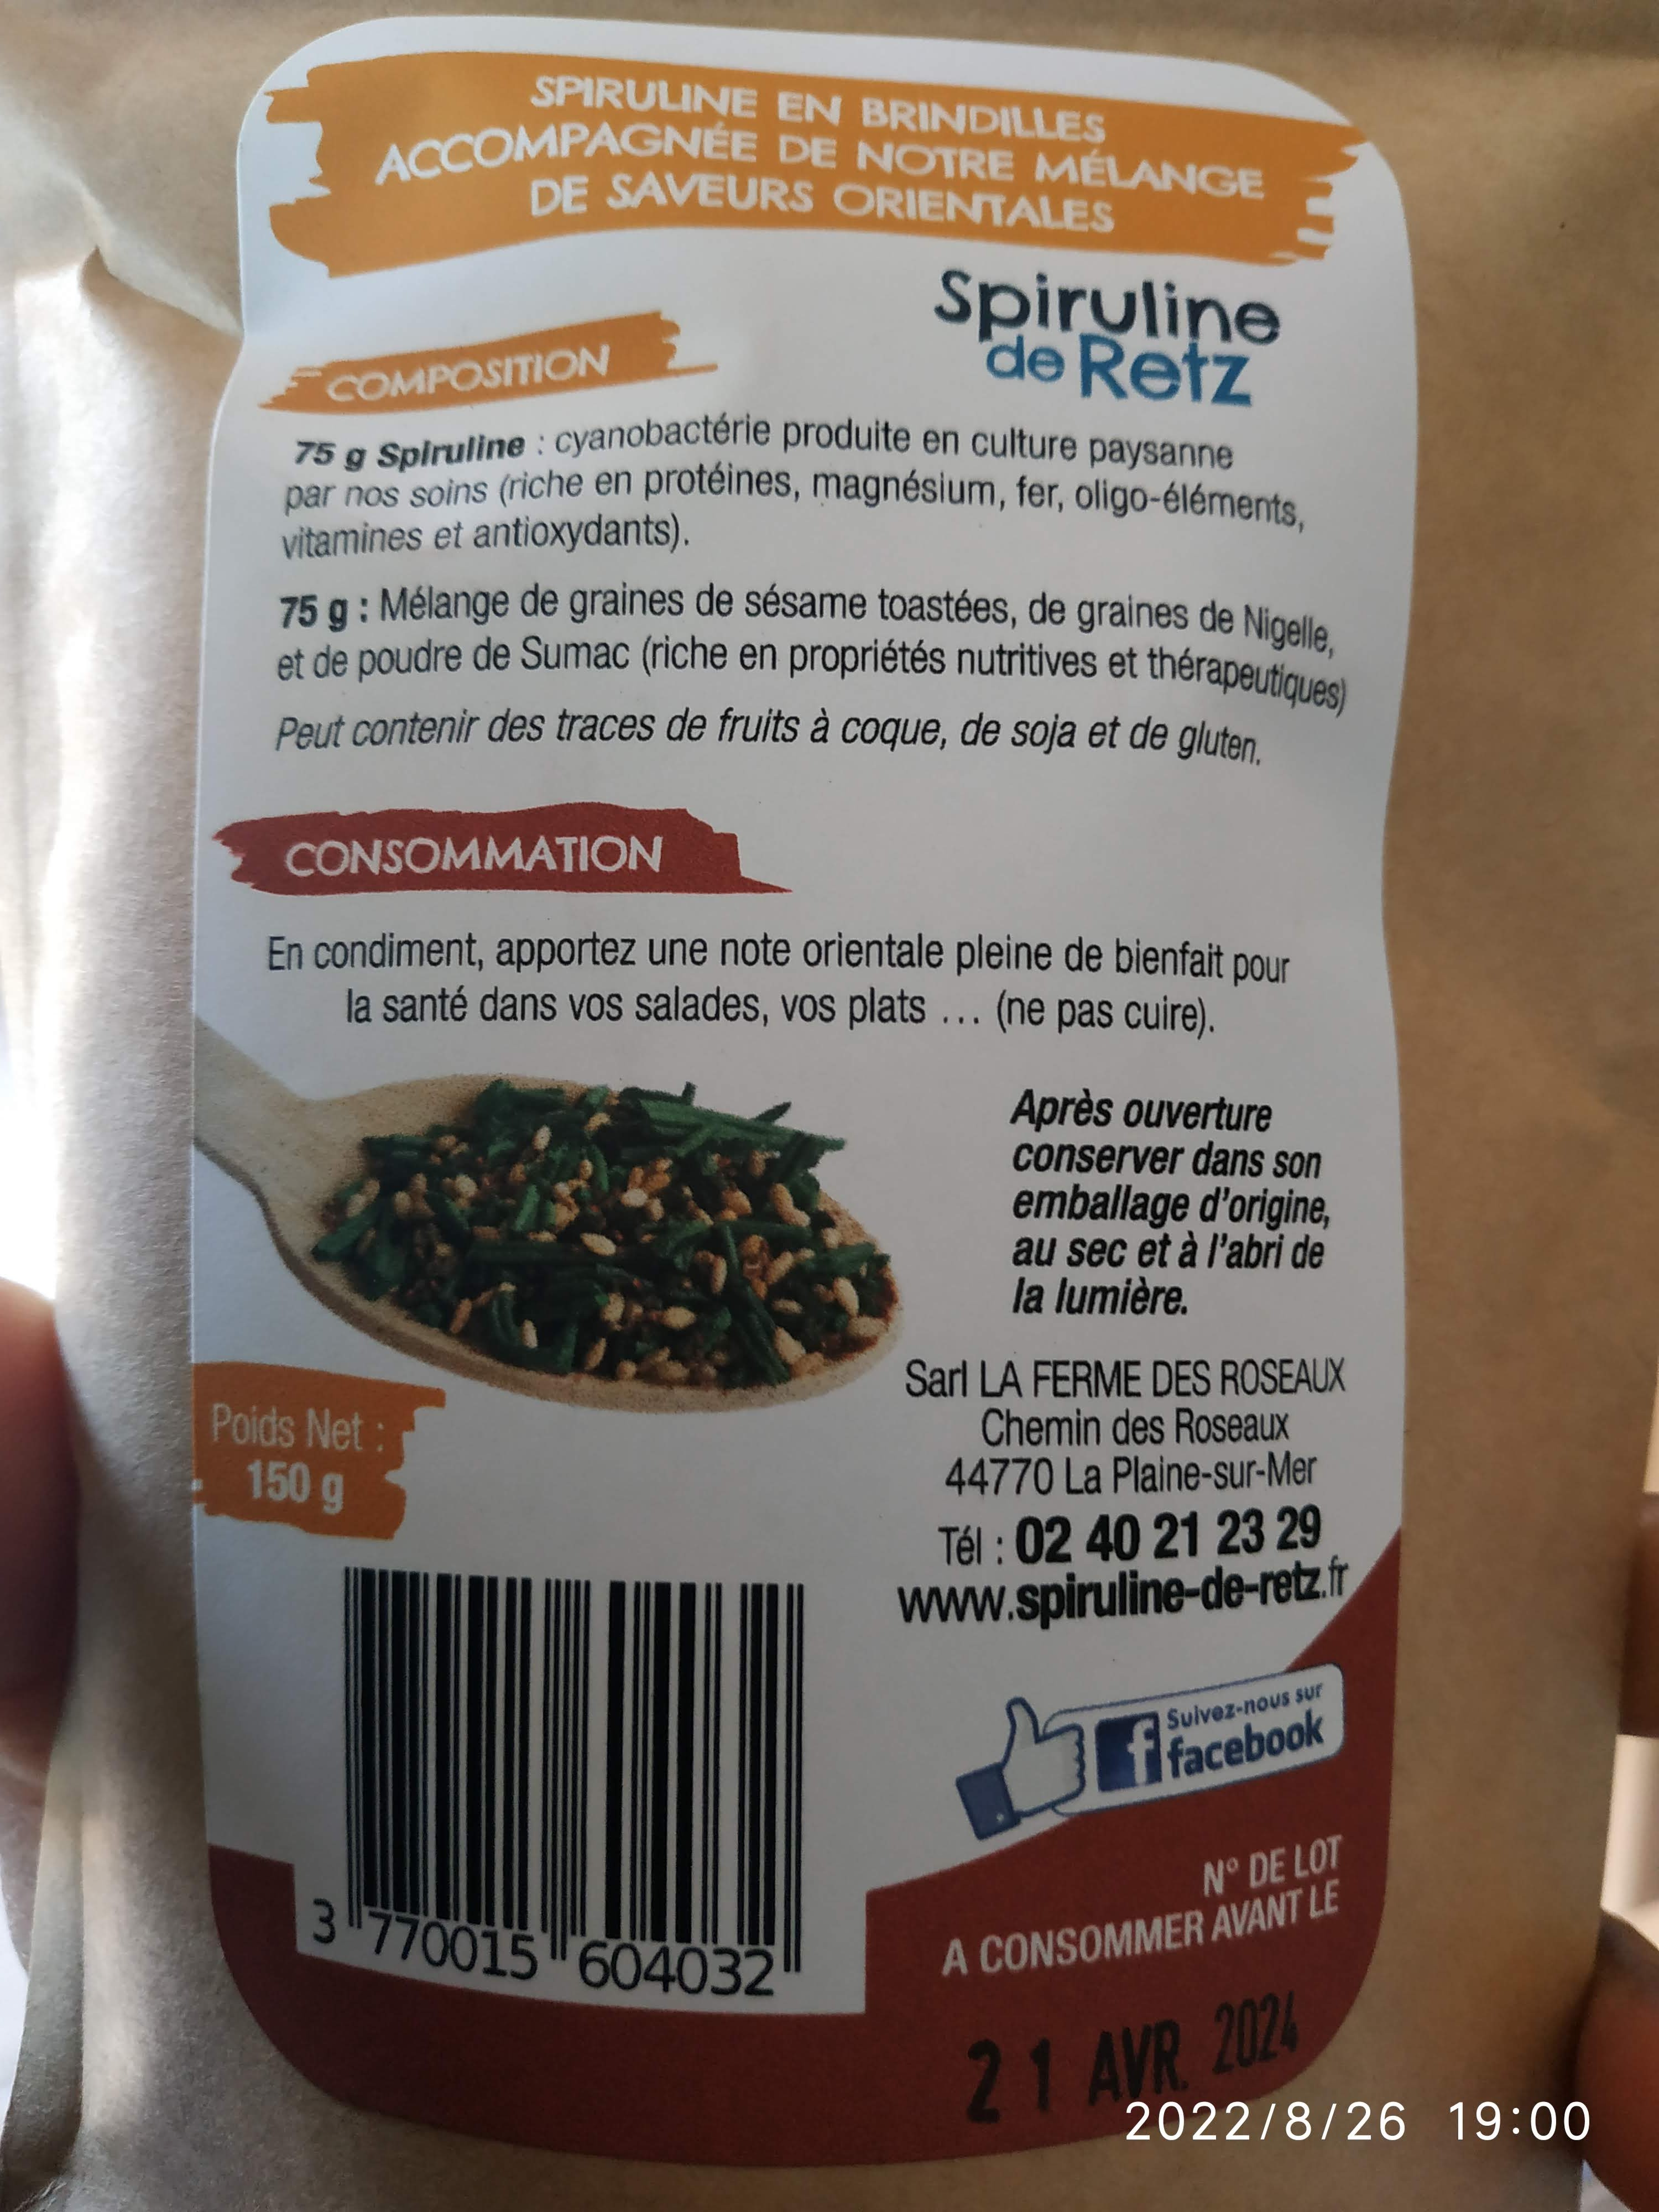 SPIRULINE EN BRINDILLES
ACCOMPAGNÉE DE NOTRE MÉLANGE
DE SAVEURS ORIENTALES
Spiruline
de Retz
COMPOSITION
75 g Spiruline : cyanobactérie produite en culture paysanne
par nos soins (riche en protéines, magnésium, fer, oligo-éléments,
vitamines et antioxydants).
75 g : Mélange de graines de sésame toastées, de graines de Nigelle,
et de poudre de Sumac (riche en propriétés nutritives et thérapeutiques)
Peut contenir des traces de fruits à coque, de soja et de gluten.
CONSOMMATION
En condiment, apportez une note orientale pleine de bienfait pour
la santé dans vos salades, vos plats ... (ne pas cuire).
Après ouverture
conserver dans son
emballage d'origine,
au sec et à l'abri de
la lumière.
Poids Net :
150 g
Sarl LA FERME DES ROSEAUX
Chemin des Roseaux
44770 La Plaine-sur-Mer
Tél : 02 40 21 23 29
www.spiruline-de-retz.fr
Suivez-nous sur
facebook
3 770015 604032
N° DE LOT
A CONSOMMER AVANT LE
21 AVR. 2024
2022/8/26 19:00